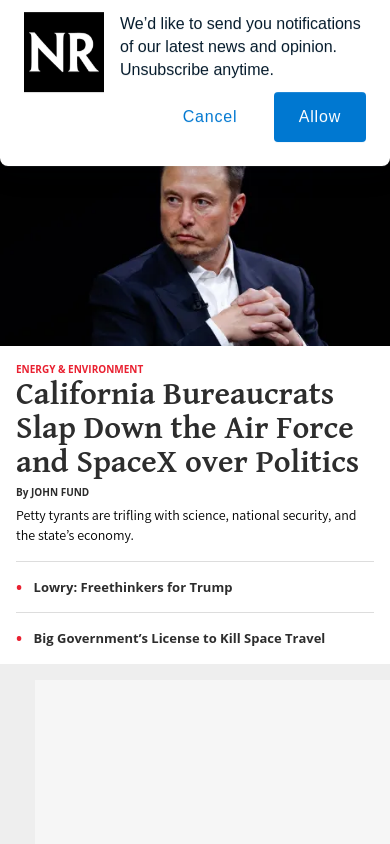 NR
We’d like to send you notifications
of our latest news and opinion.
Unsubscribe anytime.
Cancel
Allow
ENERGY & ENVIRONMENT
California Bureaucrats
Slap Down the Air Force
and SpaceX over Politics
By JOHN FUND
Petty tyrants are trifling with science, national security, and
the state’s economy.
• Lowry: Freethinkers for Trump
• Big Government’s License to Kill Space Travel